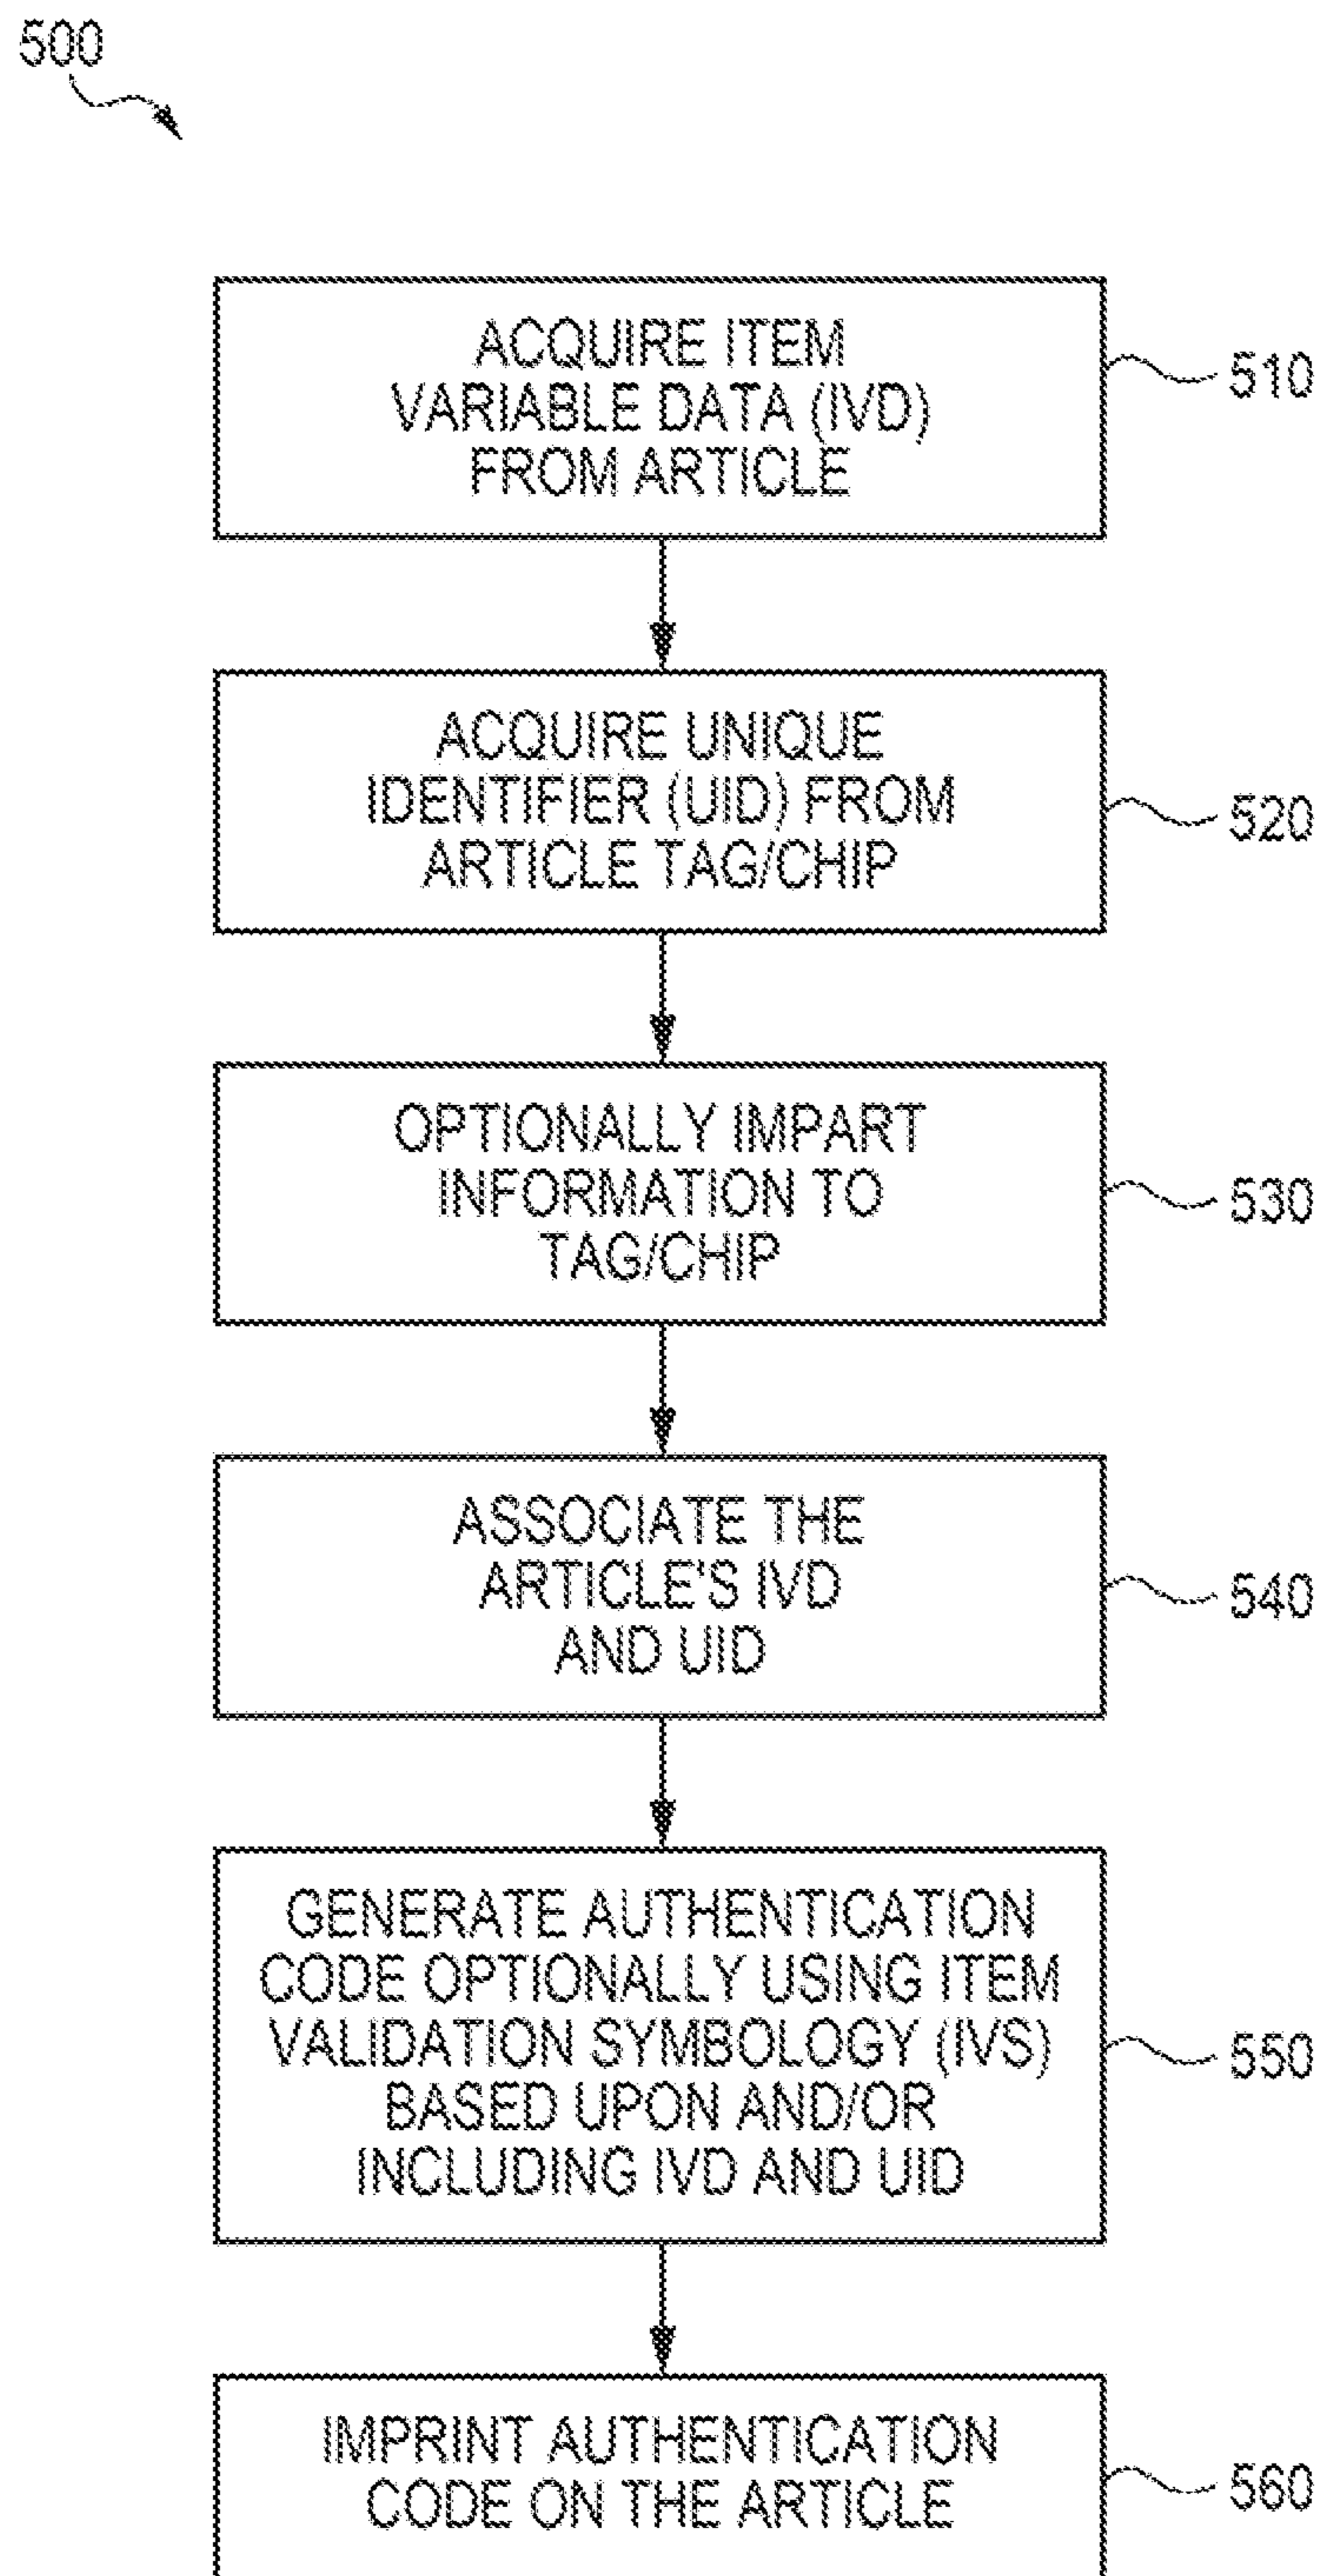 500
ACQUIRE ITEM
VARIABLE DATA (IVD)
FROM ARTICLE
510
ACQUIRE UNIQUE
IDENTIFIER (UID) FROM
ARTICLE TAG/CHIP
520
OPTIONALLY IMPART
INFORMATION TO
TAG/CHIP
530
ASSOCIATE THE
ARTICLE'S IVD
AND UID
540
GENERATE AUTHENTICATION
CODE OPTIONALLY USING ITEM
VALIDATION SYMBOLOGY (IVS)
BASED UPON AND/OR
INCLUDING IVD AND UID
550
IMPRINT AUTHENTICATION
CODE ON THE ARTICLE
560